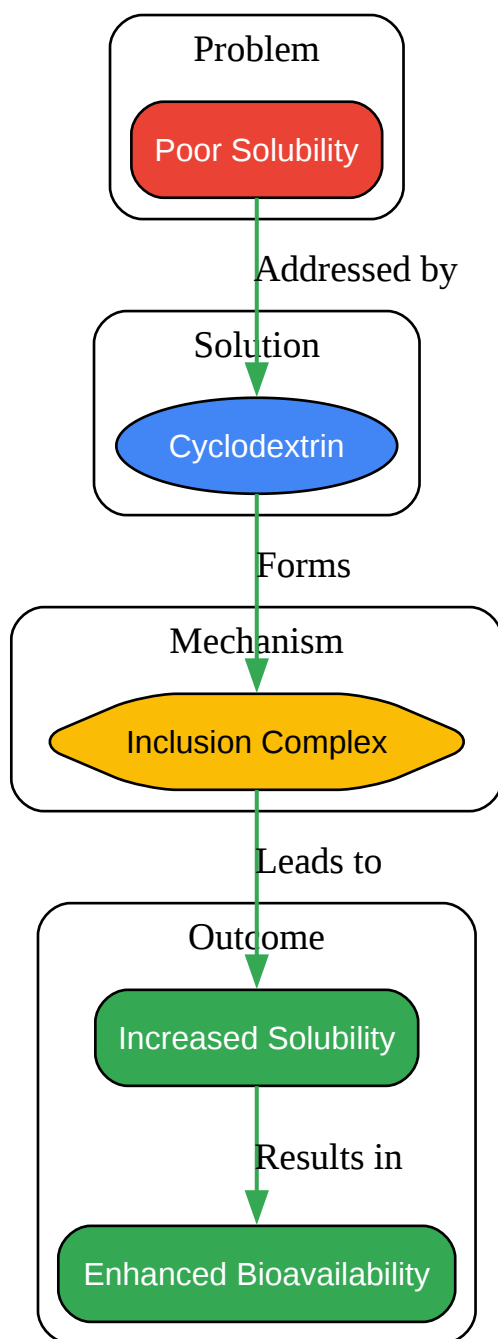 Problem
Poor Solubility
Addressed by
Solution
Cyclodextrin
Forms
Mechanism
Inclusion Complex
Leads to
Outcome
Increased Solubility
Results in
Enhanced Bioavailability